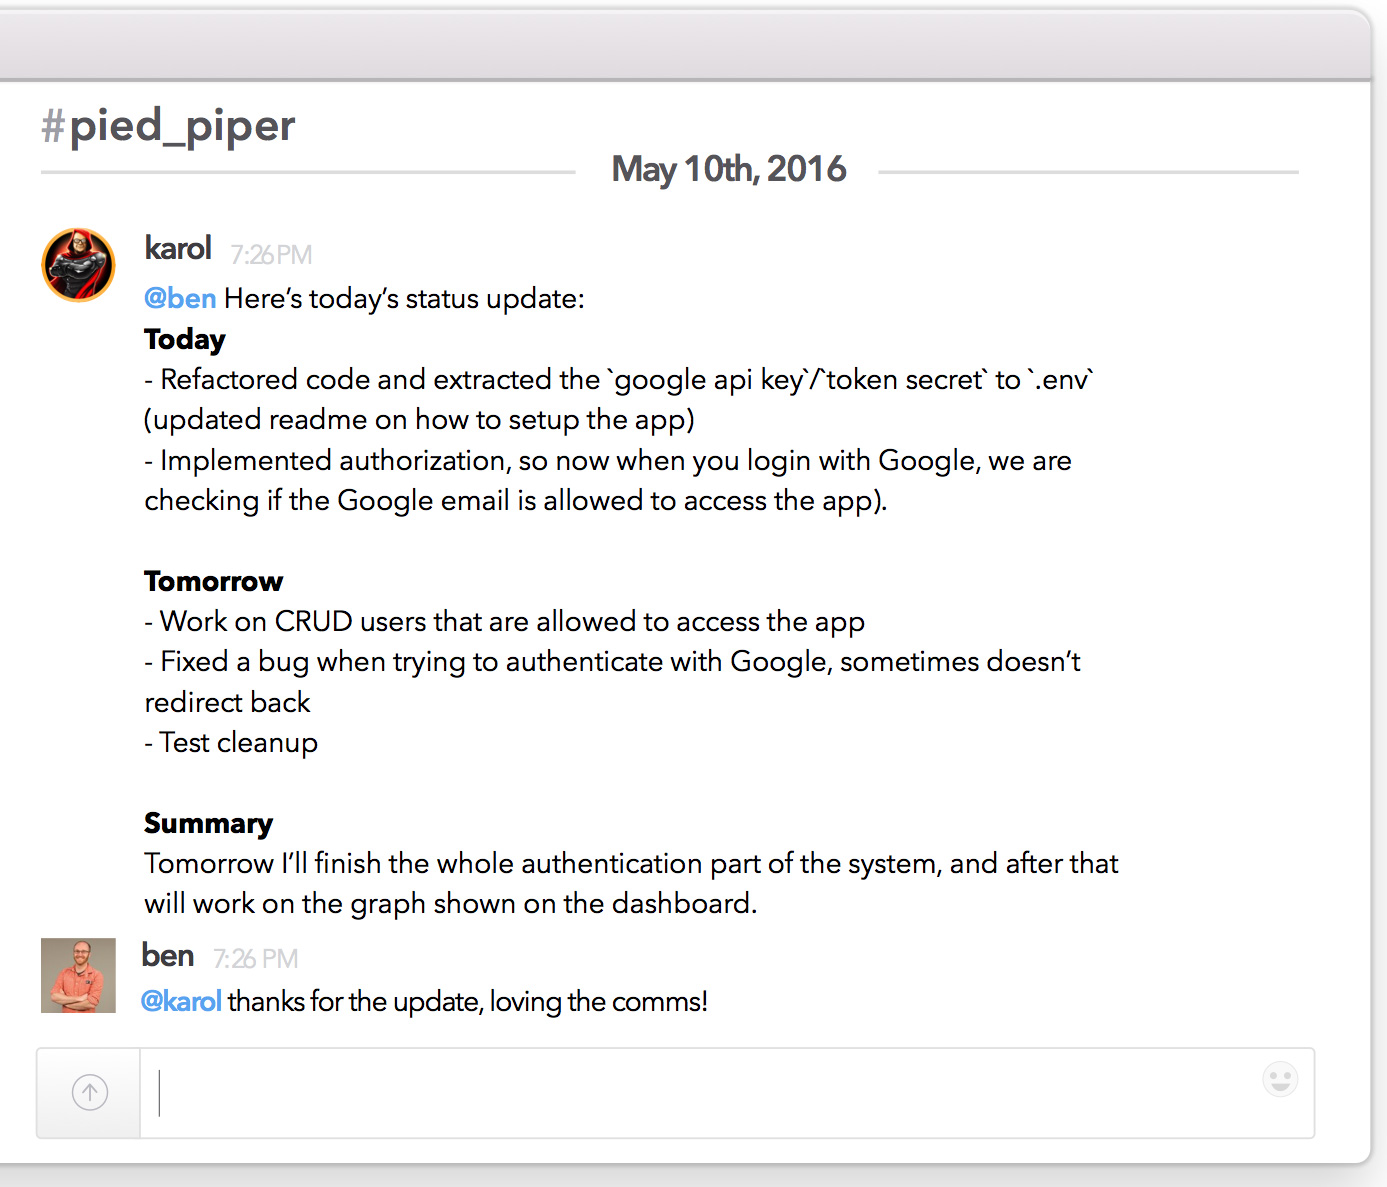 #pied_piper
May 10th, 2016
karol 7:26PM
@ben Here’s today’s status update:
Today
- Refactored code and extracted the `google api key`/`token secret` to `.env`
(updated readme on how to setup the app)
- Implemented authorization, so now when you login with Google, we are
checking if the Google email is allowed to access the app).
Tomorrow
- Work on CRUD users that are allowed to access the app
- Fixed a bug when trying to authenticate with Google, sometimes doesn’t
redirect back
- Test cleanup
Summary
Tomorrow I’ll finish the whole authentication part of the system, and after that
will work on the graph shown on the dashboard.
ben 7:26 PM
@karol thanks for the update, loving the comms!